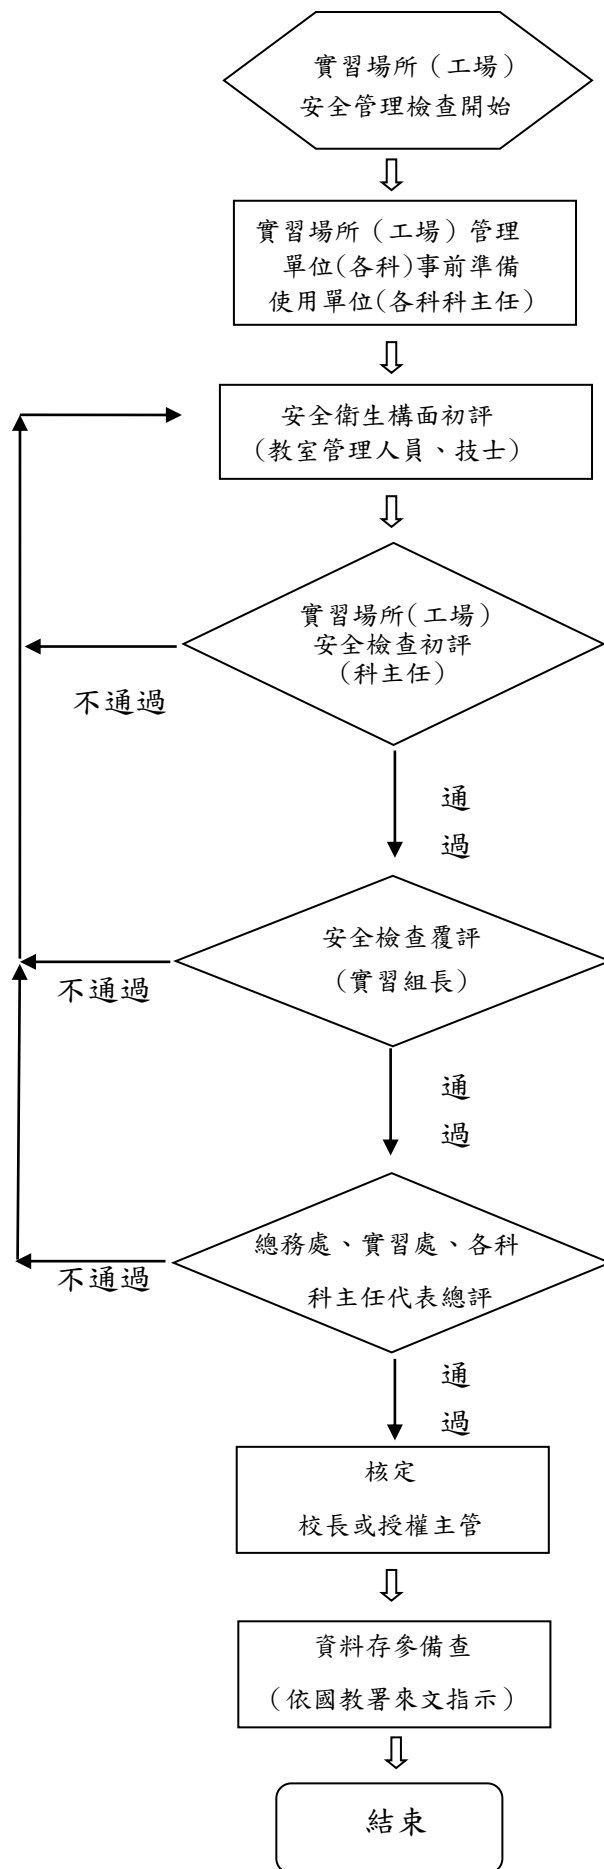 實習場所（工場）
安全管理檢查開始
實習場所（工場）管理
單位(各科)事前準備
使用單位(各科科主任)
安全衛生構面初評
(教室管理人員、技士)
實習場所(工場)
安全檢查初評
(科主任)
不通過
通
過
安全檢查覆評
(實習組長)
不通過
通
過
總務處、實習處、各科
科主任代表總評
不通過
通
過
核定
校長或授權主管
資料存參備查
（依國教署來文指示）
結束